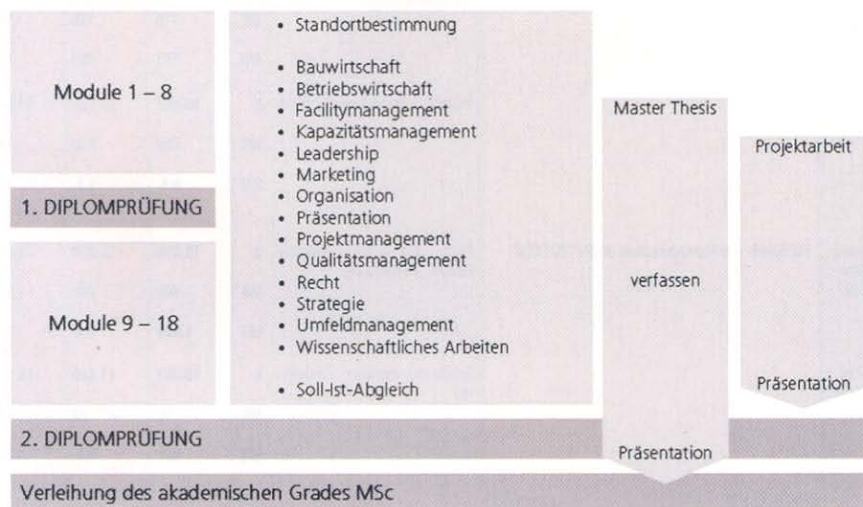 Module 1 – 8
1. DIPLOMPRÜFUNG
Module 9 – 18
• Standortbestimmung
• Bauwirtschaft
• Betriebswirtschaft
• Facilitymanagement
• Kapazitätsmanagement
• Leadership
• Marketing
• Organisation
• Präsentation
• Projektmanagement
• Qualitätsmanagement
• Recht
• Strategie
• Umfeldmanagement
• Wissenschaftliches Arbeiten
• Soll-Ist-Abgleich
Master Thesis
verfassen
Präsentation
Projektarbeit
Präsentation
2. DIPLOMPRÜFUNG
Verleihung des akademischen Grades MSc